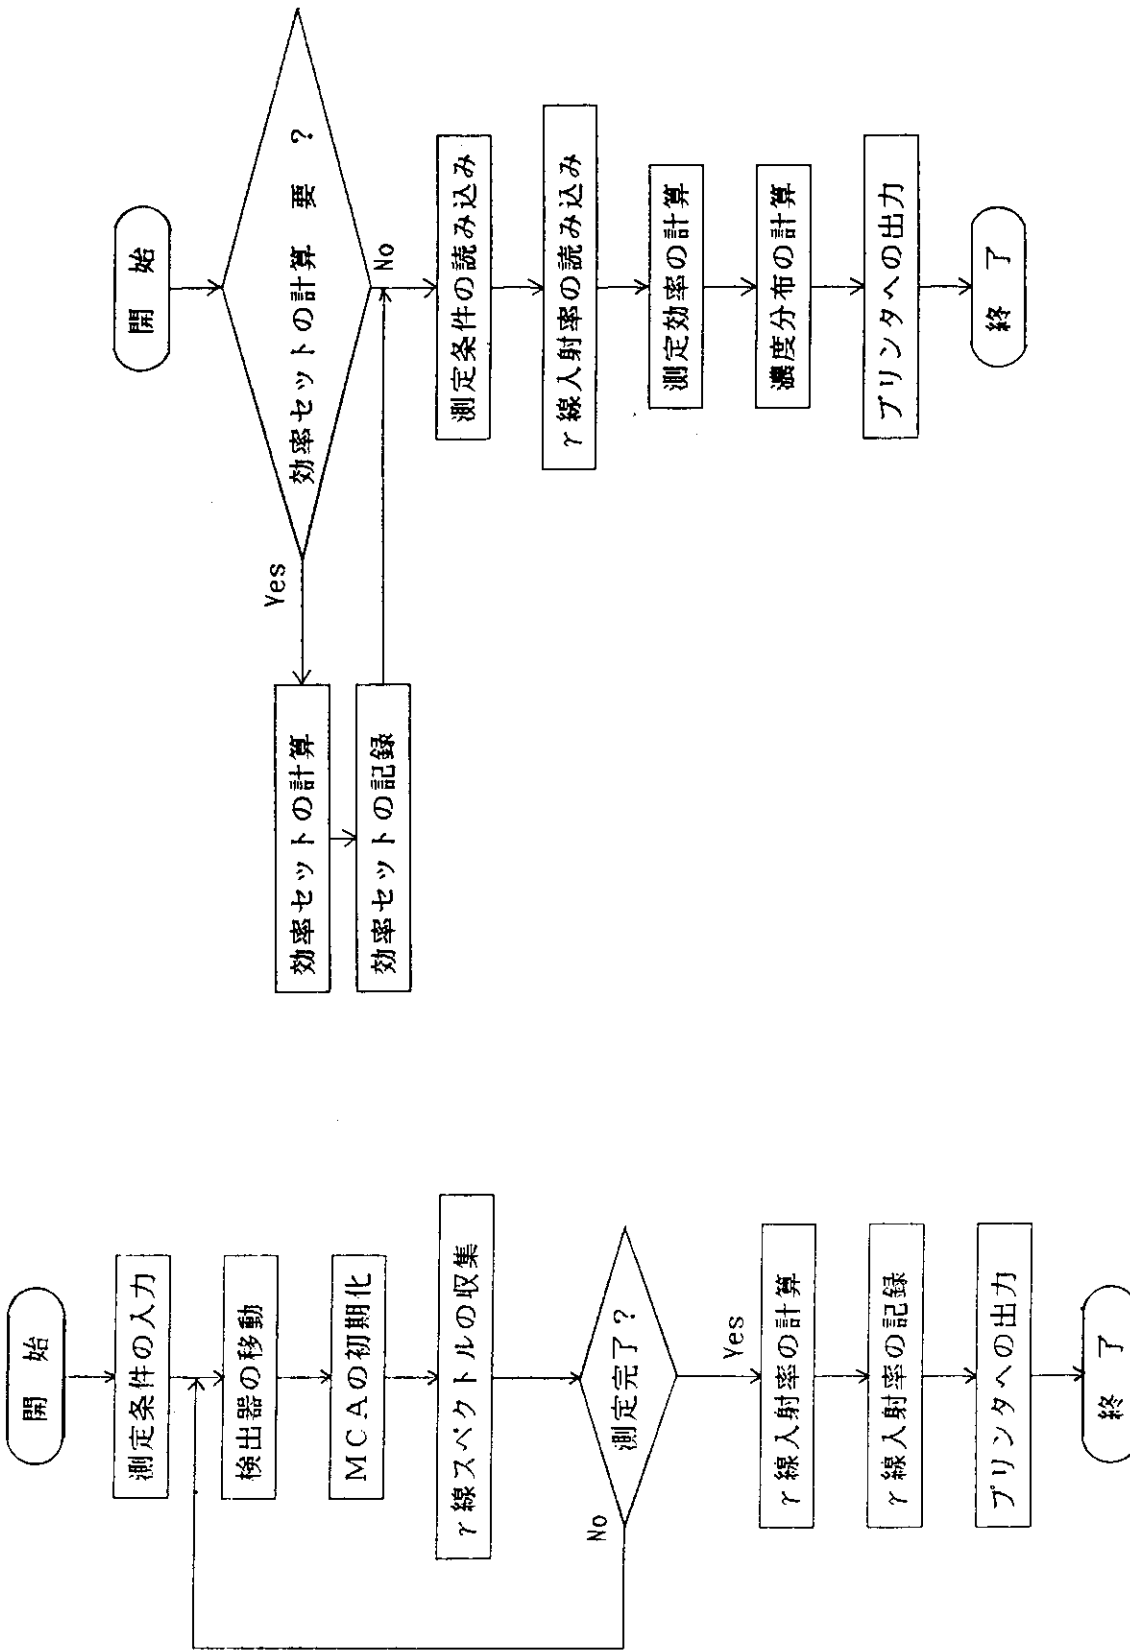 開 始
測定条件の入力
検出器の移動
MCAの初期化
γ線スペクトルの収集
測定完了?
No
Yes
γ線入射率の計算
γ線入射率の記録
プリンタへの出力
終 了
開 始
効率セットの計算 要 ?
Yes
No
効率セットの計算
効率セットの記録
測定条件の読み込み
γ線入射率の読み込み
測定効率の計算
濃度分布の計算
プリンタへの出力
終 了